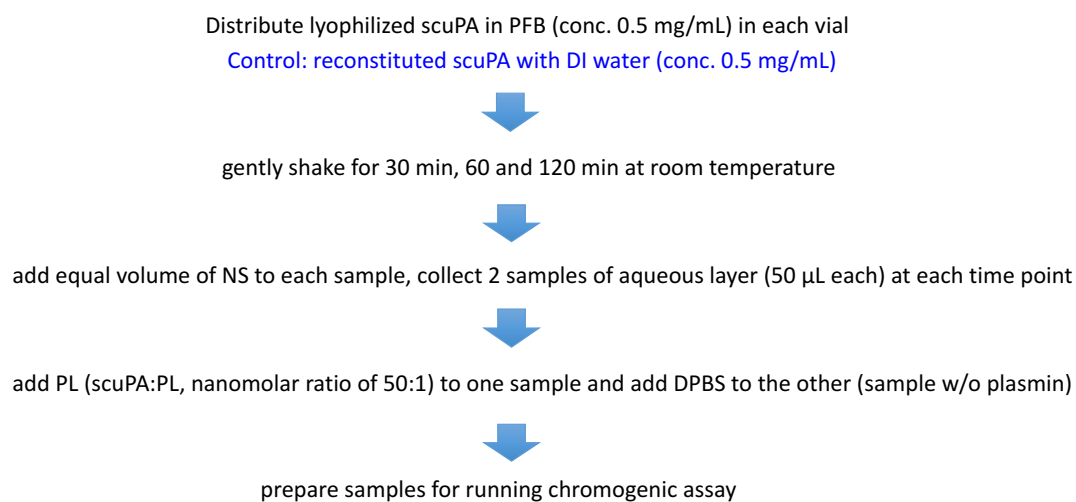 Distribute lyophilized scuPA in PFB (conc. 0.5 mg/mL) in each vial
Control: reconstituted scuPA with DI water (conc. 0.5 mg/mL)
gently shake for 30 min, 60 and 120 min at room temperature
add equal volume of NS to each sample, collect 2 samples of aqueous layer (50 µL each) at each time point
add PL (scuPA:PL, nanomolar ratio of 50:1) to one sample and add DPBS to the other (sample w/o plasmin)
prepare samples for running chromogenic assay